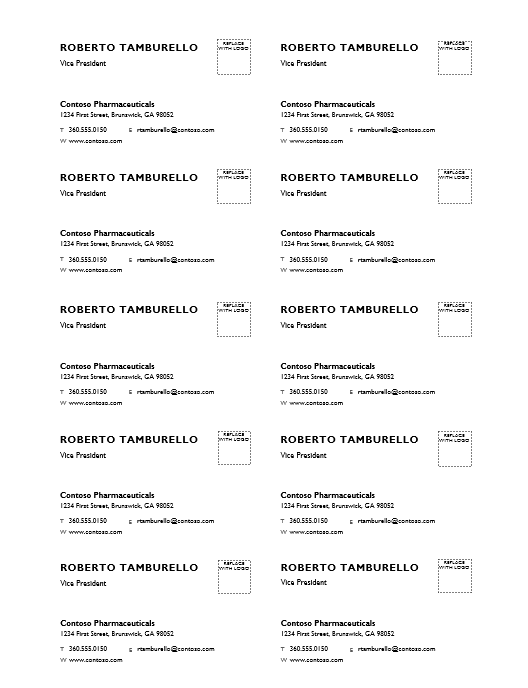 ROBERTO TAMBURELLO
Vice President
REPLACE
WITH LOGO
Contoso Pharmaceuticals
1234 First Street, Brunswick, GA 98052
T 360.555.0150 E rtamburello@contoso.com
W www.contoso.com
ROBERTO TAMBURELLO
Vice President
REPLACE
WITH LOGO
Contoso Pharmaceuticals
1234 First Street, Brunswick, GA 98052
T 360.555.0150 E rtamburello@contoso.com
W www.contoso.com
ROBERTO TAMBURELLO
Vice President
REPLACE
WITH LOGO
Contoso Pharmaceuticals
1234 First Street, Brunswick, GA 98052
T 360.555.0150 E rtamburello@contoso.com
W www.contoso.com
ROBERTO TAMBURELLO
Vice President
REPLACE
WITH LOGO
Contoso Pharmaceuticals
1234 First Street, Brunswick, GA 98052
T 360.555.0150 E rtamburello@contoso.com
W www.contoso.com
ROBERTO TAMBURELLO
Vice President
REPLACE
WITH LOGO
Contoso Pharmaceuticals
1234 First Street, Brunswick, GA 98052
T 360.555.0150 E rtamburello@contoso.com
W www.contoso.com
ROBERTO TAMBURELLO
Vice President
REPLACE
WITH LOGO
Contoso Pharmaceuticals
1234 First Street, Brunswick, GA 98052
T 360.555.0150 E rtamburello@contoso.com
W www.contoso.com
ROBERTO TAMBURELLO
Vice President
REPLACE
WITH LOGO
Contoso Pharmaceuticals
1234 First Street, Brunswick, GA 98052
T 360.555.0150 E rtamburello@contoso.com
W www.contoso.com
ROBERTO TAMBURELLO
Vice President
REPLACE
WITH LOGO
Contoso Pharmaceuticals
1234 First Street, Brunswick, GA 98052
T 360.555.0150 E rtamburello@contoso.com
W www.contoso.com
ROBERTO TAMBURELLO
Vice President
REPLACE
WITH LOGO
Contoso Pharmaceuticals
1234 First Street, Brunswick, GA 98052
T 360.555.0150 E rtamburello@contoso.com
W www.contoso.com
ROBERTO TAMBURELLO
Vice President
REPLACE
WITH LOGO
Contoso Pharmaceuticals
1234 First Street, Brunswick, GA 98052
T 360.555.0150 E rtamburello@contoso.com
W www.contoso.com